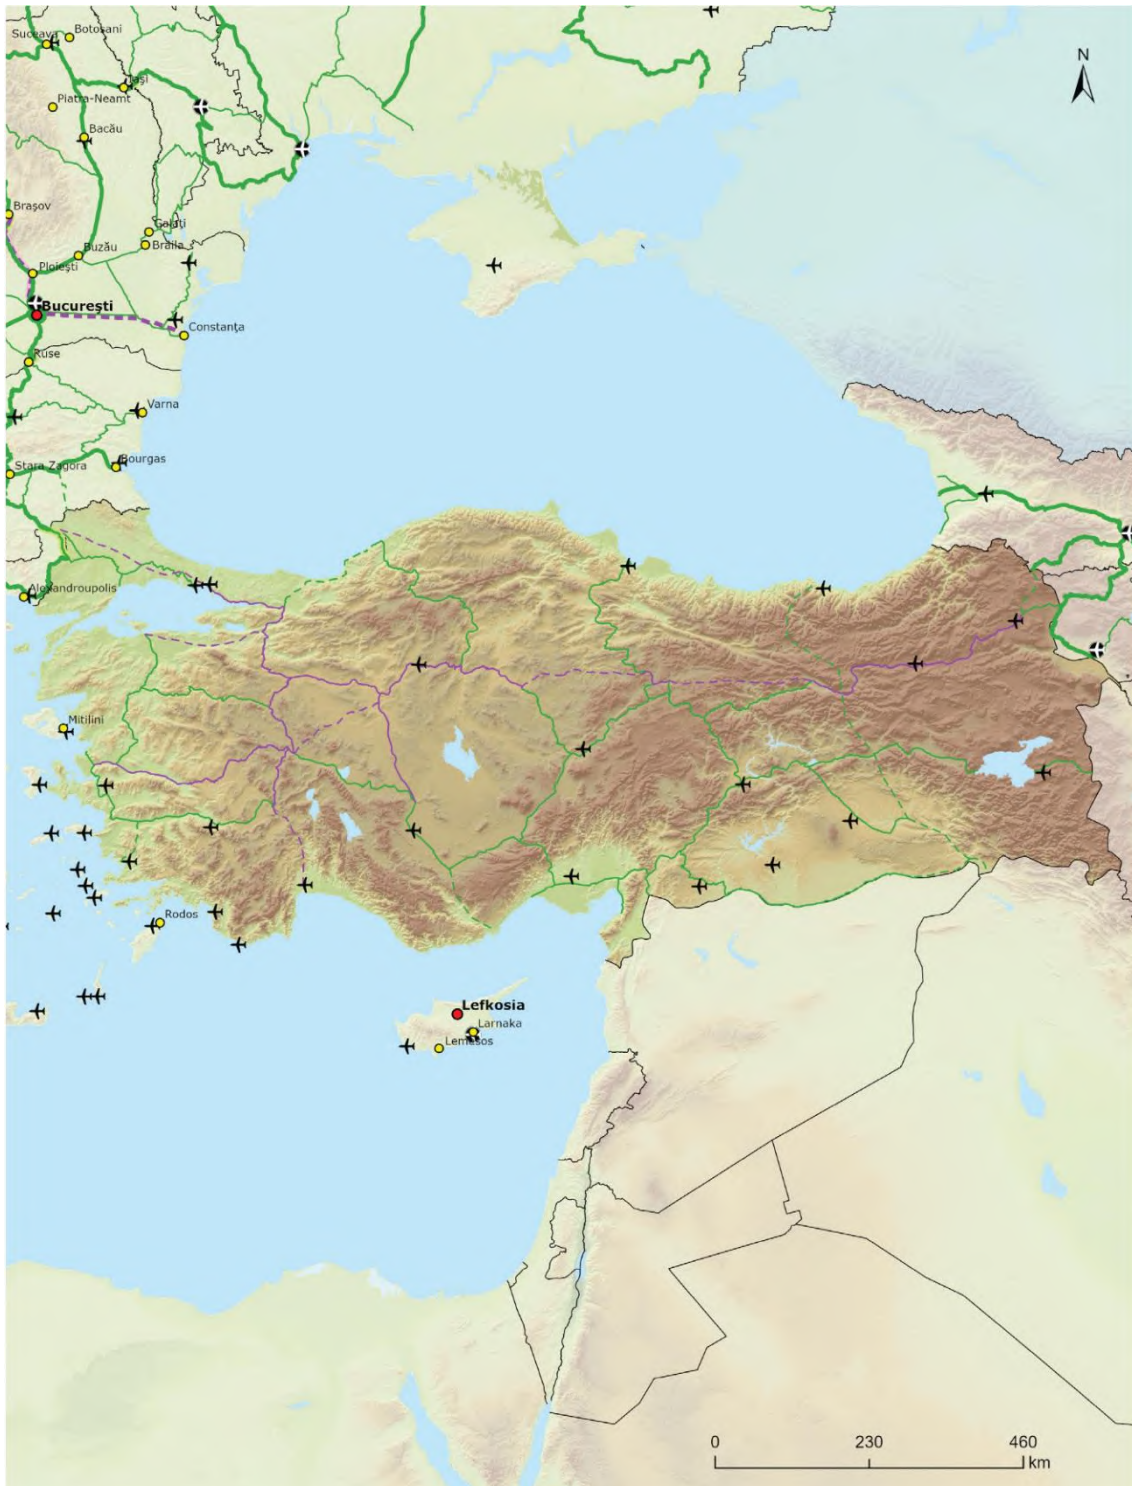 N
Suceava
Botoșani
Iași
Piatra-Neamt
Bacău
Brașov
Galați
Brăila
Buzău
Ploiești
București
Constanța
Ruse
Varna
Stara Zagora
Bourgas
Alexandroupolis
Mitilini
Rodos
Lefkosia
Larnaka
Lemesos
0 230 460
km